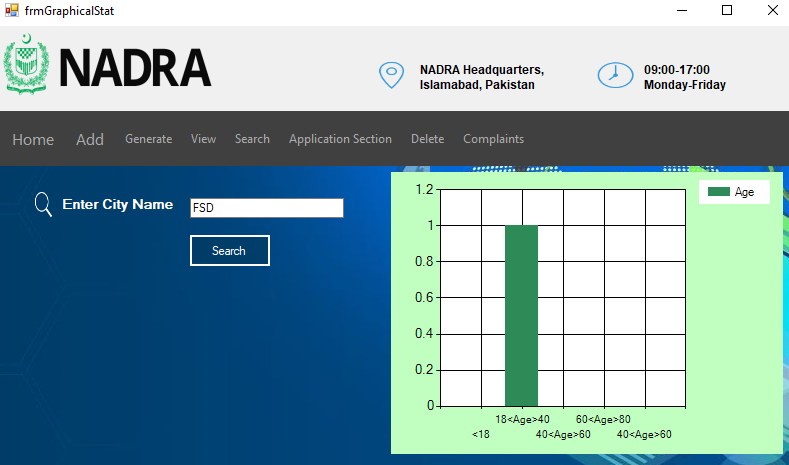 frmGraphicalStat
NADRA
NADRA Headquarters,
Islamabad, Pakistan
09:00-17:00
Monday-Friday
Home Add Generate View Search Application Section Delete Complaints
Enter City Name FSD
Search
Age
1.2
1
0.8
0.6
0.4
0.2
0
18<Age>40 60<Age>80
<18 40<Age>60 40<Age>60